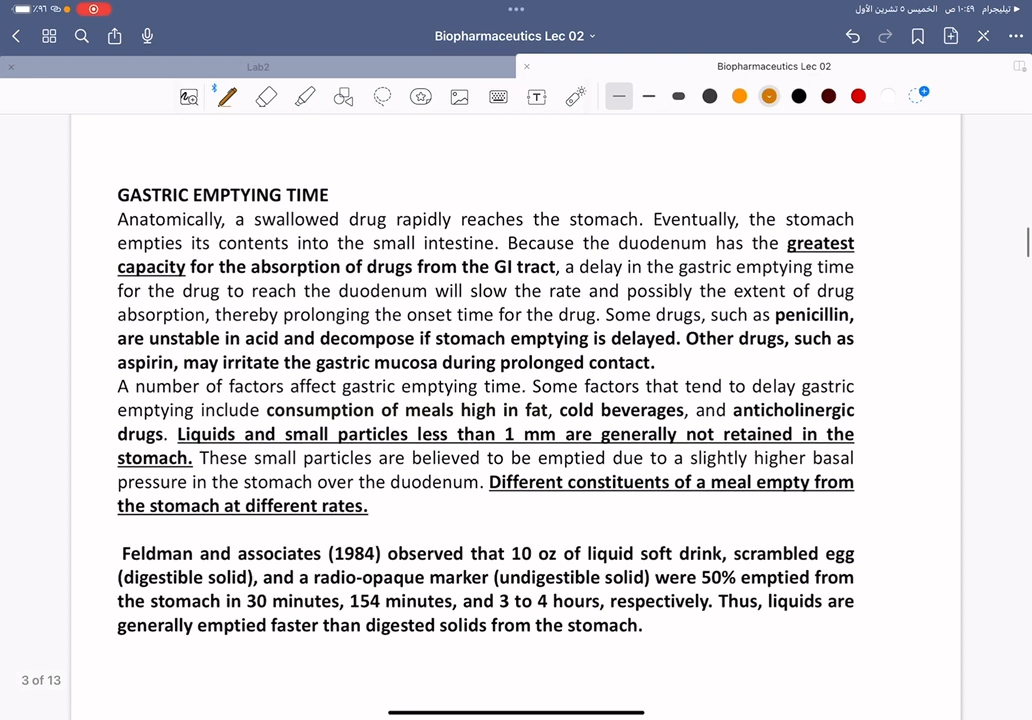 ٪٩٦
١٠:٤٩ ص الخميس ٥ تشرين الأول
تيليجرام ◀
Biopharmaceutics Lec 02
Lab2
Biopharmaceutics Lec 02
GASTRIC EMPTYING TIME
Anatomically, a swallowed drug rapidly reaches the stomach. Eventually, the stomach
empties its contents into the small intestine. Because the duodenum has the greatest
capacity for the absorption of drugs from the GI tract, a delay in the gastric emptying time
for the drug to reach the duodenum will slow the rate and possibly the extent of drug
absorption, thereby prolonging the onset time for the drug. Some drugs, such as penicillin,
are unstable in acid and decompose if stomach emptying is delayed. Other drugs, such as
aspirin, may irritate the gastric mucosa during prolonged contact.
A number of factors affect gastric emptying time. Some factors that tend to delay gastric
emptying include consumption of meals high in fat, cold beverages, and anticholinergic
drugs. Liquids and small particles less than 1 mm are generally not retained in the
stomach. These small particles are believed to be emptied due to a slightly higher basal
pressure in the stomach over the duodenum. Different constituents of a meal empty from
the stomach at different rates.
Feldman and associates (1984) observed that 10 oz of liquid soft drink, scrambled egg
(digestible solid), and a radio-opaque marker (undigestible solid) were 50% emptied from
the stomach in 30 minutes, 154 minutes, and 3 to 4 hours, respectively. Thus, liquids are
generally emptied faster than digested solids from the stomach.
3 of 13